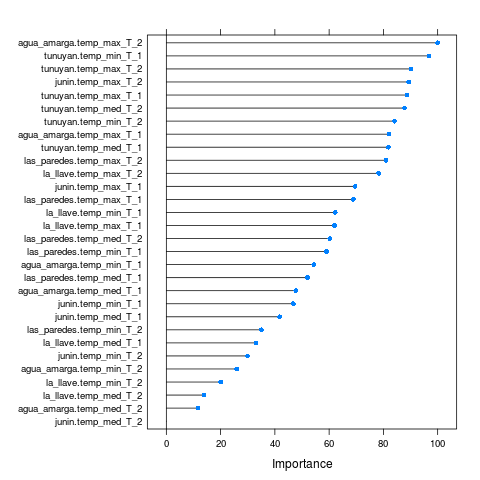 agua_amarga.temp_max_T_2
tunuyan.temp_min_T_1
tunuyan.temp_max_T_2
junin.temp_max_T_2
tunuyan.temp_max_T_1
tunuyan.temp_med_T_2
tunuyan.temp_min_T_2
agua_amarga.temp_max_T_1
tunuyan.temp_med_T_1
las_paredes.temp_max_T_2
la_llave.temp_max_T_2
junin.temp_max_T_1
las_paredes.temp_max_T_1
la_llave.temp_min_T_1
la_llave.temp_max_T_1
las_paredes.temp_med_T_2
las_paredes.temp_min_T_1
agua_amarga.temp_min_T_1
las_paredes.temp_med_T_1
agua_amarga.temp_med_T_1
junin.temp_min_T_1
junin.temp_med_T_1
las_paredes.temp_min_T_2
la_llave.temp_med_T_1
junin.temp_min_T_2
agua_amarga.temp_min_T_2
la_llave.temp_min_T_2
la_llave.temp_med_T_2
agua_amarga.temp_med_T_2
junin.temp_med_T_2
0 20 40 60 80 100
Importance